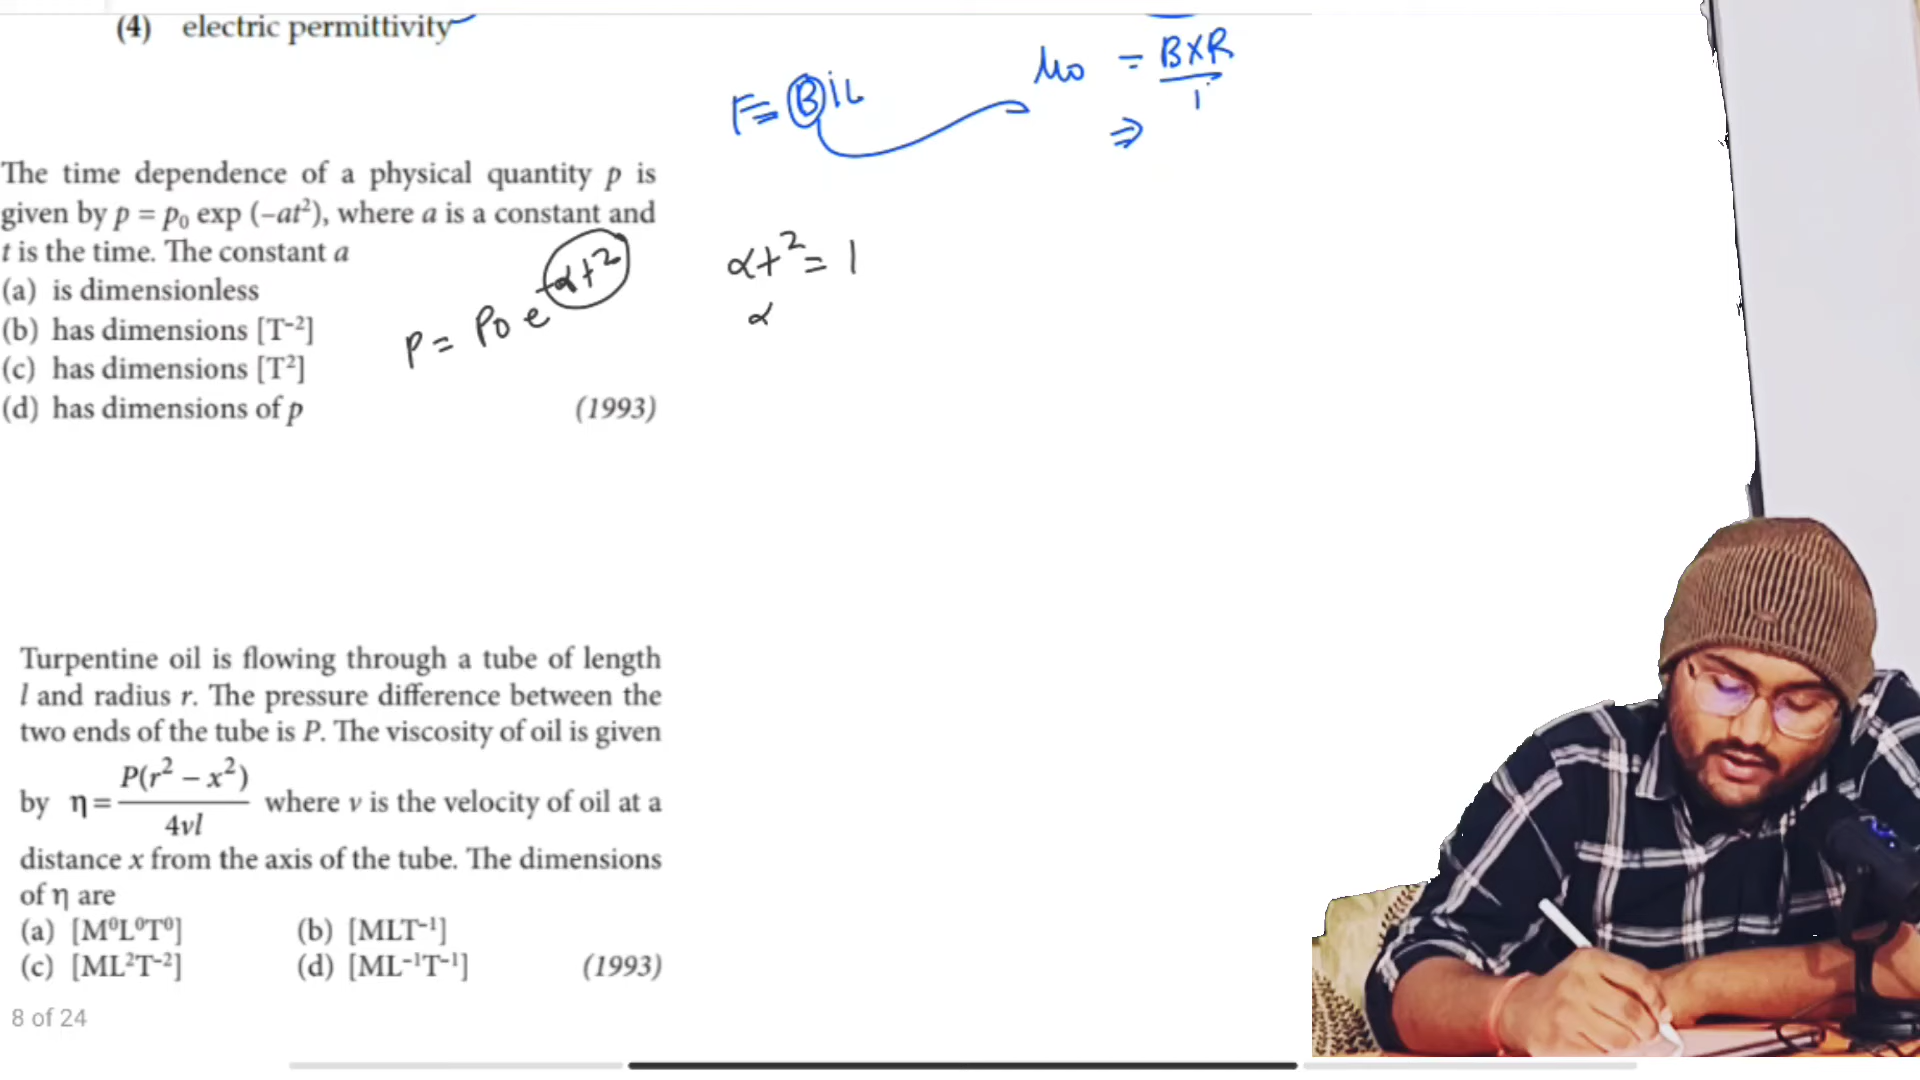 (4) electric permittivity
F = B i L
μ0 = B×R / i
⇒
The time dependence of a physical quantity p is
given by p = p₀ exp (−at²), where a is a constant and
t is the time. The constant a
(a) is dimensionless
(b) has dimensions [T⁻²]
(c) has dimensions [T²]
(d) has dimensions of p (1993)
P = P0 e^-αt²
αt² = 1
α
Turpentine oil is flowing through a tube of length
l and radius r. The pressure difference between the
two ends of the tube is P. The viscosity of oil is given
by η = P(r² − x²) / 4vl where v is the velocity of oil at a
distance x from the axis of the tube. The dimensions
of η are
(a) [M⁰L⁰T⁰] (b) [MLT⁻¹]
(c) [ML²T⁻²] (d) [ML⁻¹T⁻¹] (1993)
8 of 24